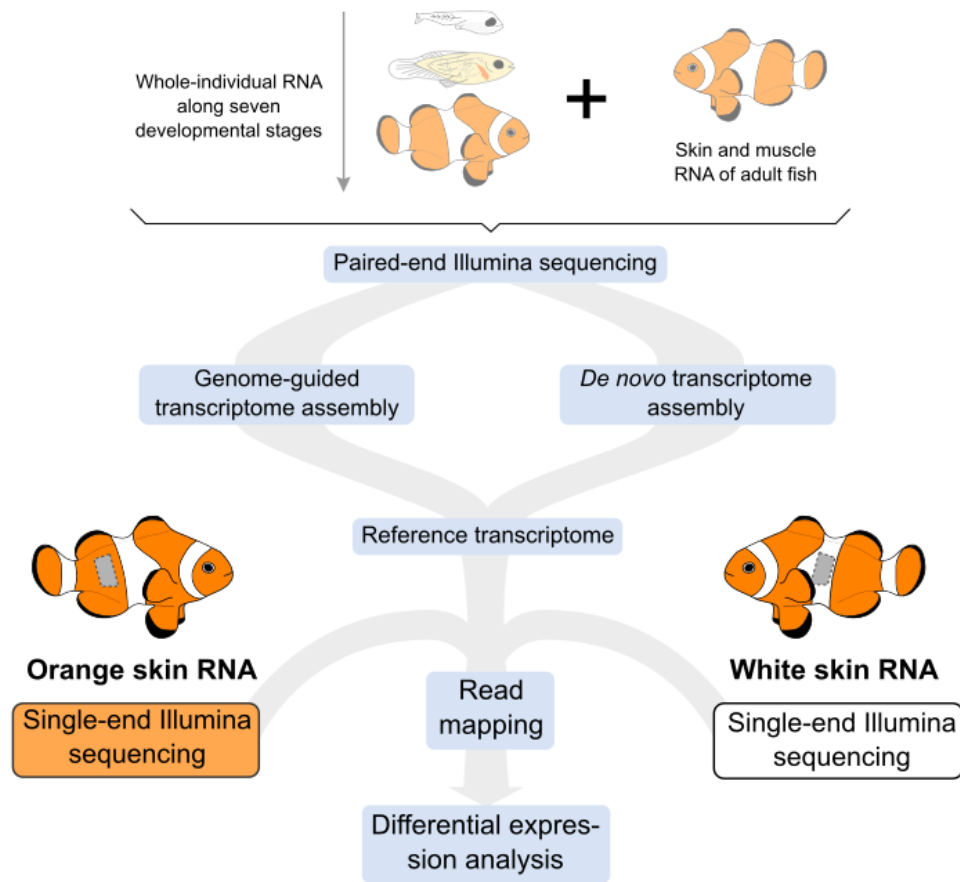 Whole-individual RNA
along seven
developmental stages
+
Skin and muscle
RNA of adult fish
Paired-end Illumina sequencing
Genome-guided
transcriptome assembly
De novo transcriptome
assembly
Reference transcriptome
Orange skin RNA
White skin RNA
Single-end Illumina
sequencing
Read
mapping
Single-end Illumina
sequencing
Differential expres-
sion analysis